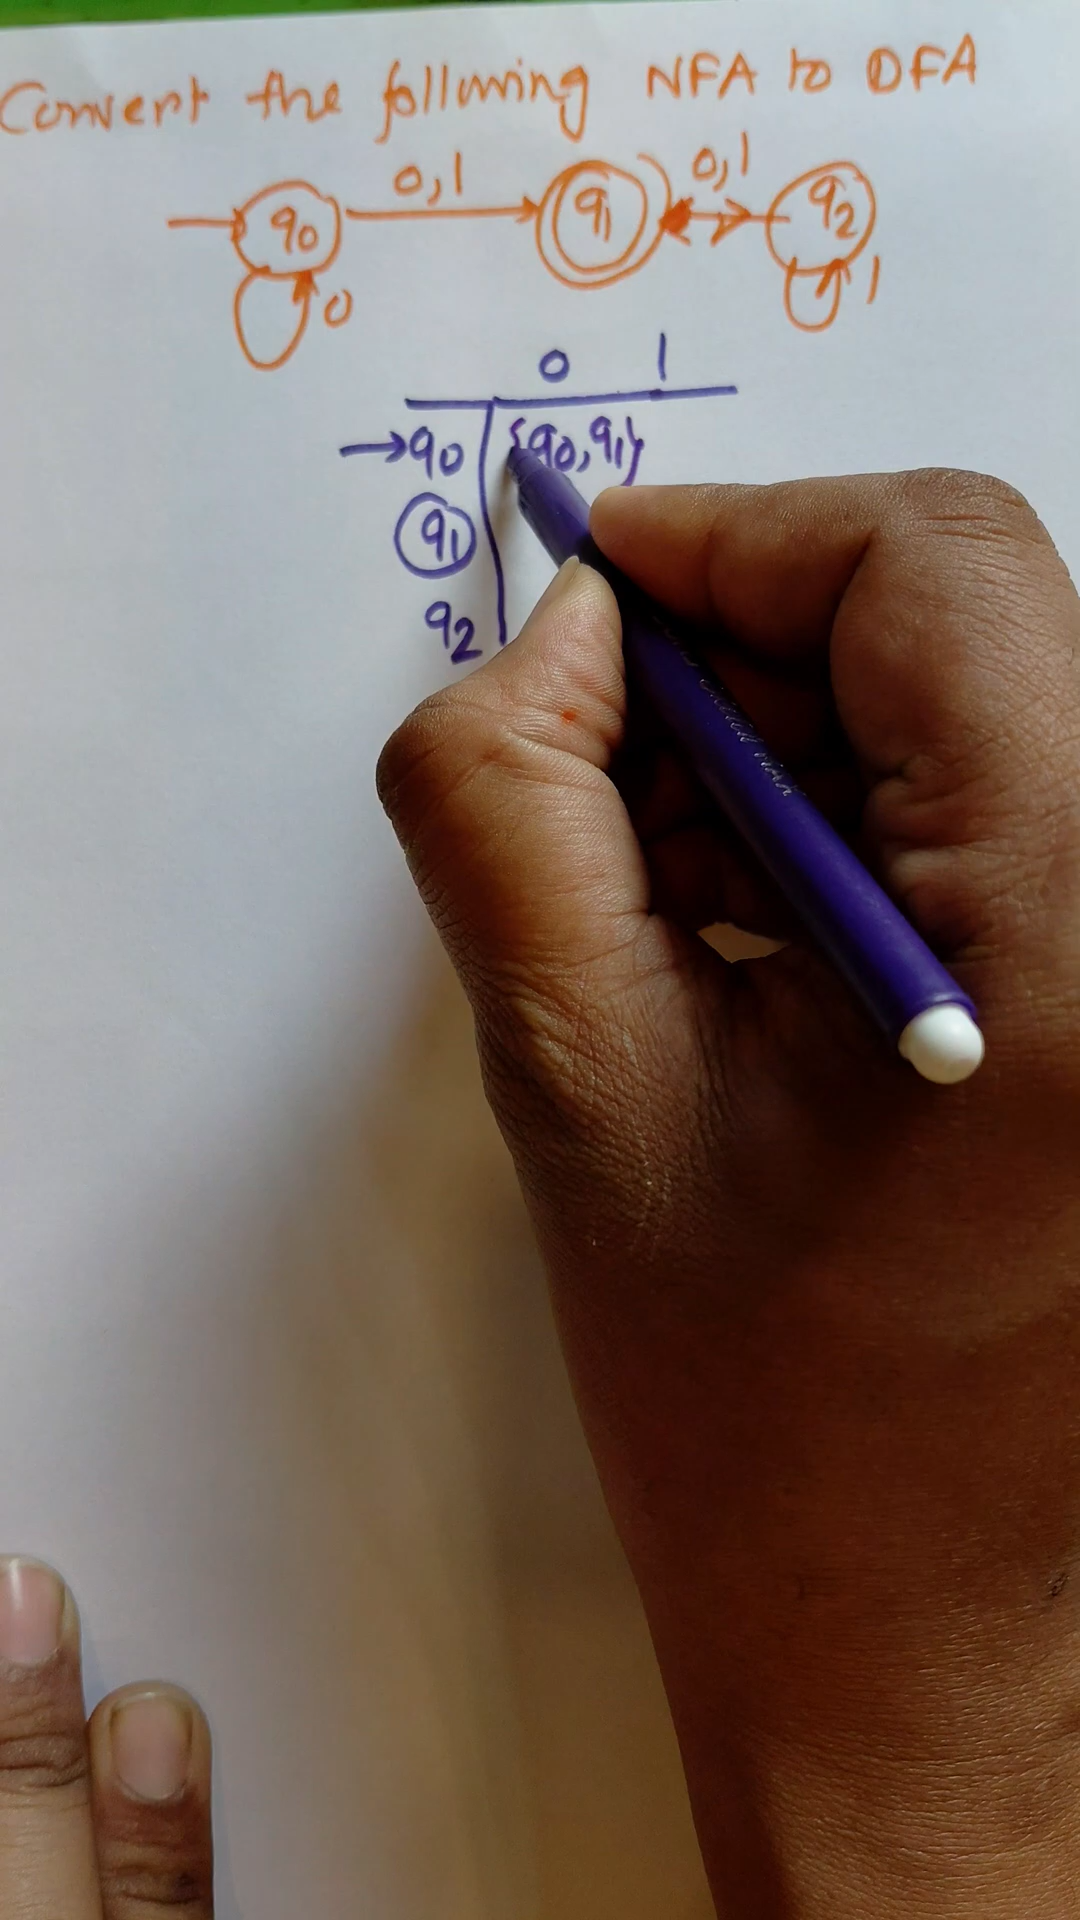 Convert the following NFA to DFA
0,1 0,1
q0 q1 q2
0 1
0 1
→q0 {q0,q1}
q1
q2